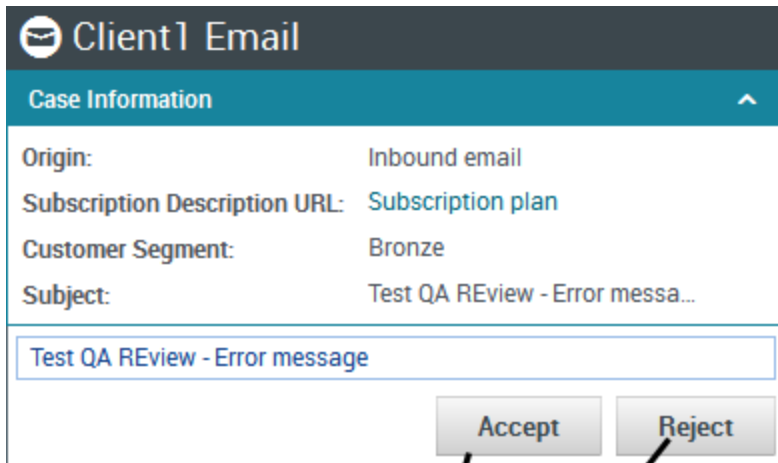 Client1 Email
Case Information
Origin: Inbound email
Subscription Description URL: Subscription plan
Customer Segment: Bronze
Subject: Test QA REview - Error messa...
Test QA REview - Error message
Accept Reject